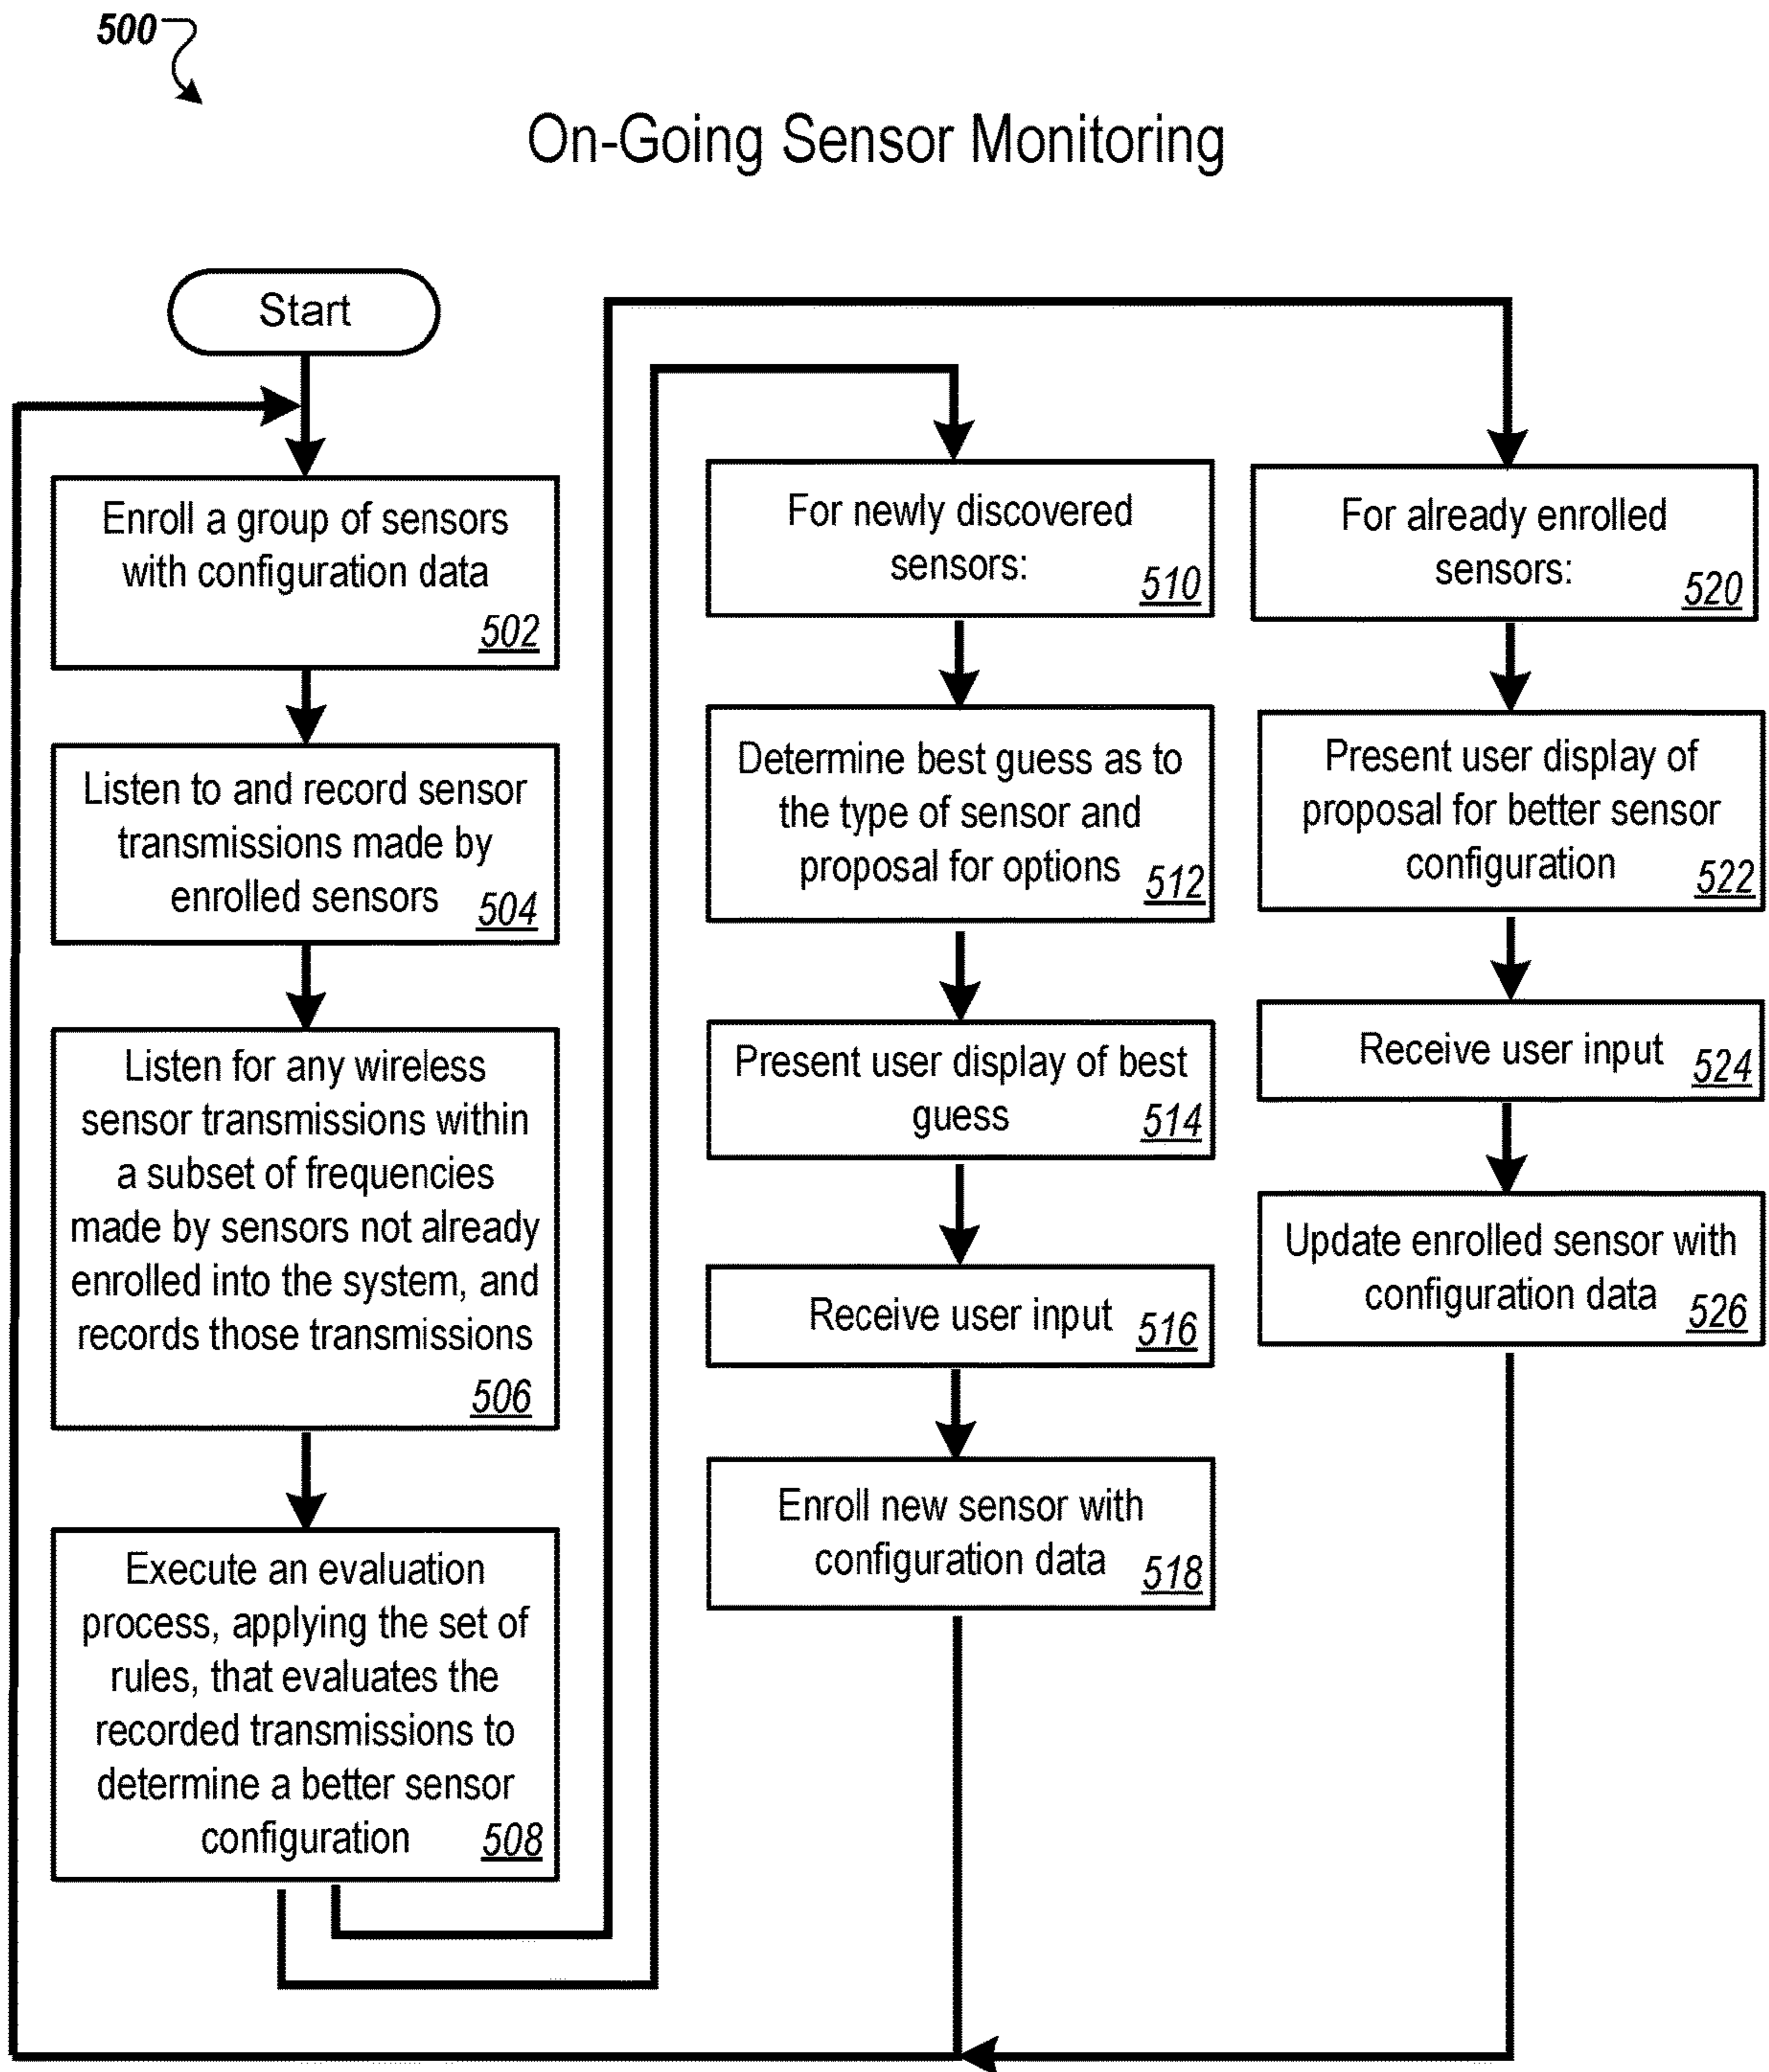 500
On-Going Sensor Monitoring
Start
Enroll a group of sensors
with configuration data
502
Listen to and record sensor
transmissions made by
enrolled sensors
504
Listen for any wireless
sensor transmissions within
a subset of frequencies
made by sensors not already
enrolled into the system, and
records those transmissions
506
Execute an evaluation
process, applying the set of
rules, that evaluates the
recorded transmissions to
determine a better sensor
configuration
508
For newly discovered
sensors:
510
Determine best guess as to
the type of sensor and
proposal for options
512
Present user display of best
guess
514
Receive user input
516
Enroll new sensor with
configuration data
518
For already enrolled
sensors:
520
Present user display of
proposal for better sensor
configuration
522
Receive user input
524
Update enrolled sensor with
configuration data
526